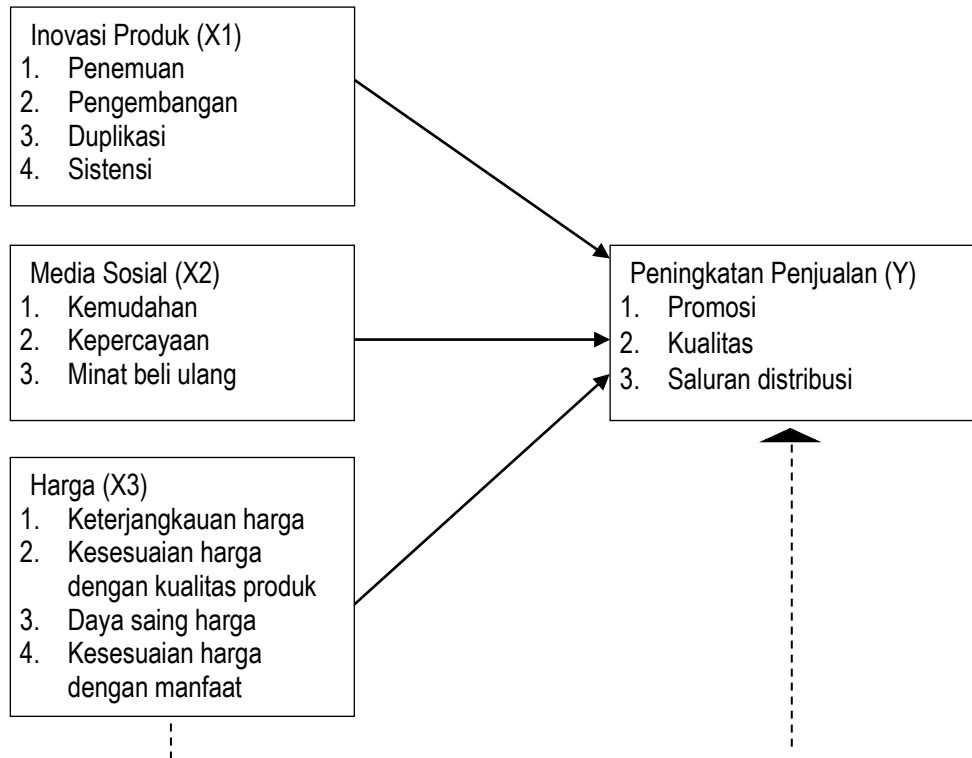 Inovasi Produk (X1)
1. Penemuan
2. Pengembangan
3. Duplikasi
4. Sistensi
Media Sosial (X2)
1. Kemudahan
2. Kepercayaan
3. Minat beli ulang
Harga (X3)
1. Keterjangkauan harga
2. Kesesuaian harga
dengan kualitas produk
3. Daya saing harga
4. Kesesuaian harga
dengan manfaat
Peningkatan Penjualan (Y)
1. Promosi
2. Kualitas
3. Saluran distribusi